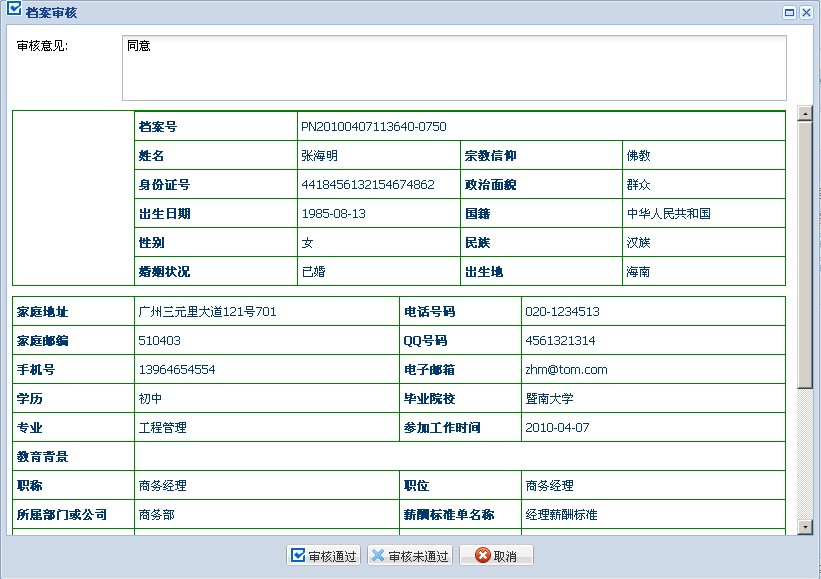 档案审核
审核意见: 同意
档案号 PN20100407113640-0750
姓名 张海明 宗教信仰 佛教
身份证号 4418456132154674862 政治面貌 群众
出生日期 1985-08-13 国籍 中华人民共和国
性别 女 民族 汉族
婚姻状况 已婚 出生地 海南
家庭地址 广州三元里大道121号701 电话号码 020-1234513
家庭邮编 510403 QQ号码 4561321314
手机号 13964654554 电子邮箱 zhm@tom.com
学历 初中 毕业院校 暨南大学
专业 工程管理 参加工作时间 2010-04-07
教育背景
职称 商务经理 职位 商务经理
所属部门或公司 商务部 薪酬标准单名称 经理薪酬标准
审核通过 审核未通过 取消